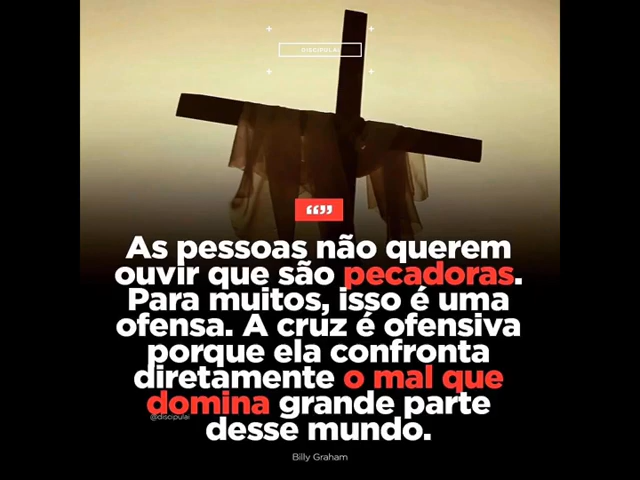 DISCIPULAI
As pessoas não querem
ouvir que são pecadoras.
Para muitos, isso é uma
ofensa. A cruz é ofensiva
porque ela confronta
diretamente o mal que
domina grande parte
@discipulai
desse mundo.
Billy Graham